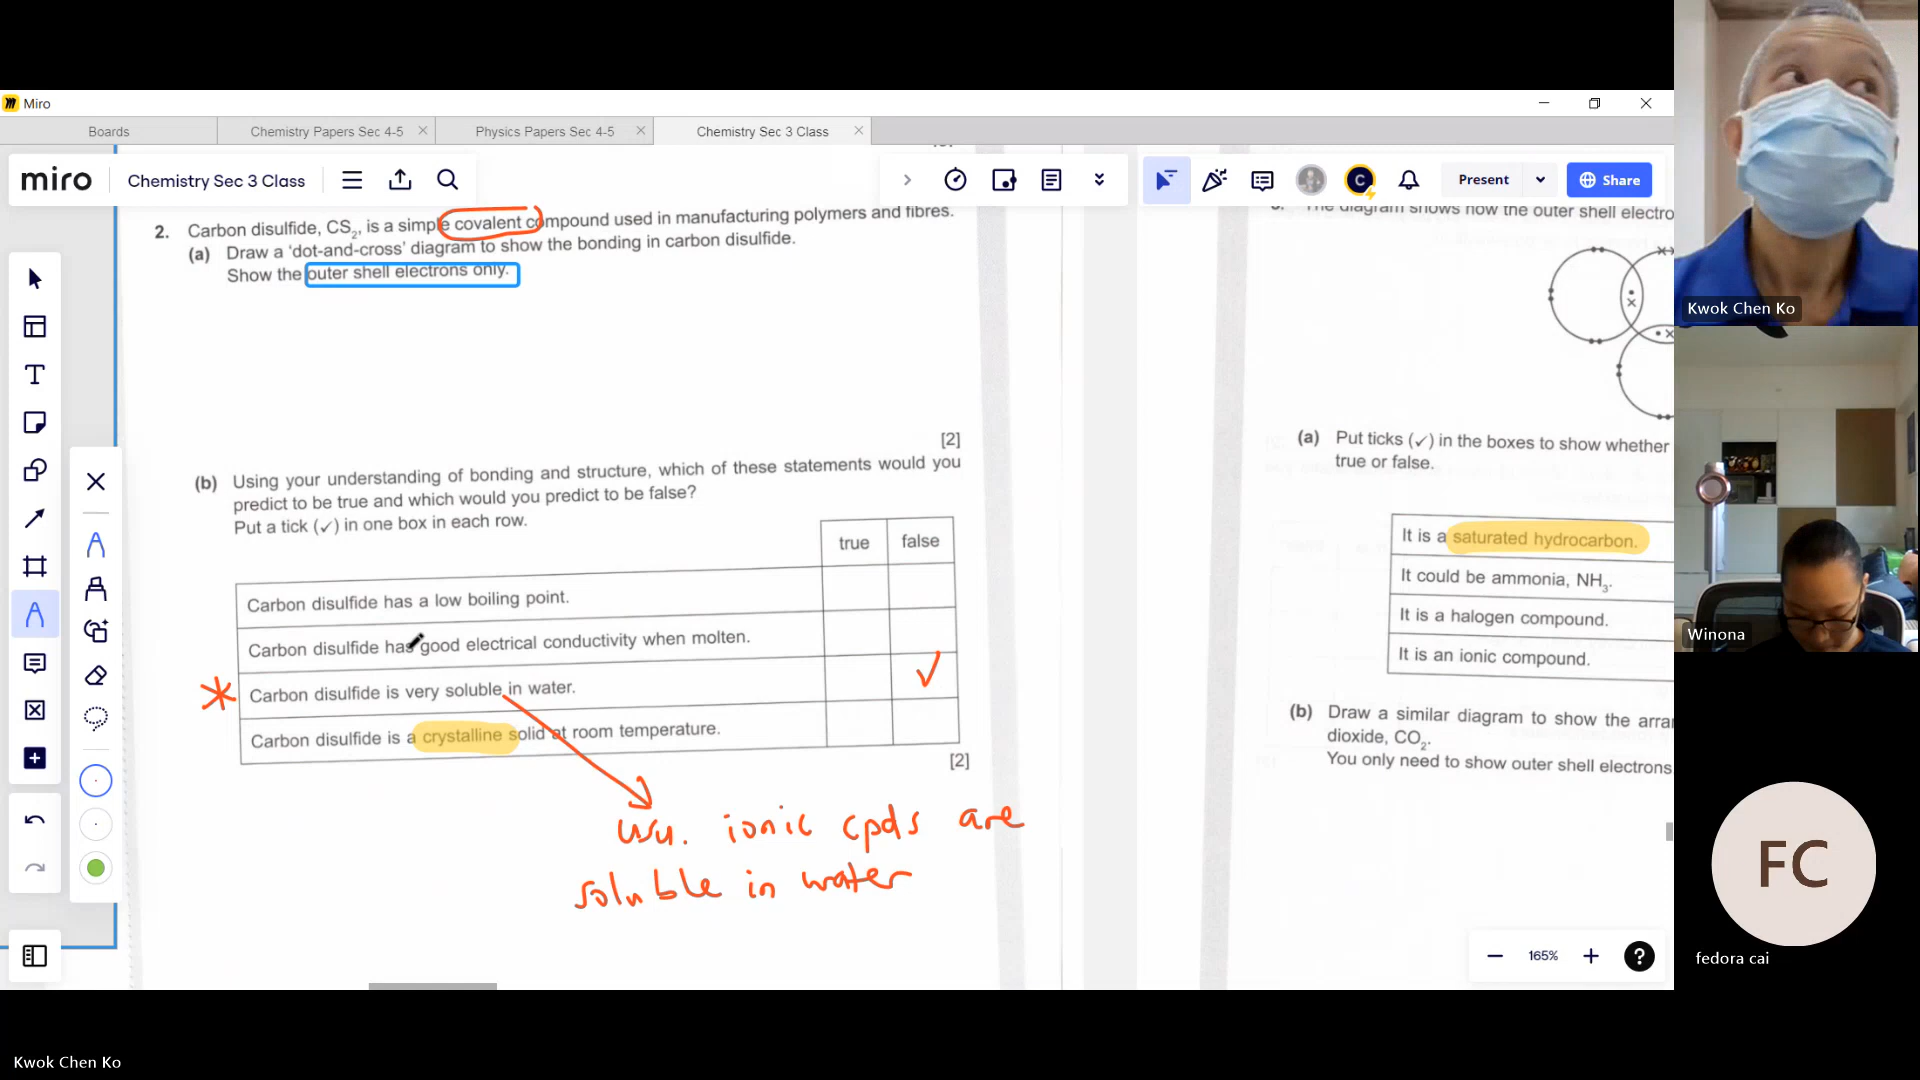 Miro
Boards
Chemistry Papers Sec 4-5
Physics Papers Sec 4-5
Chemistry Sec 3 Class
miro
Chemistry Sec 3 Class
C
Present
Share
2. Carbon disulfide, CS2, is a simple covalent compound used in manufacturing polymers and fibres.
(a) Draw a ‘dot-and-cross’ diagram to show the bonding in carbon disulfide.
Show the outer shell electrons only.
[2]
(b) Using your understanding of bonding and structure, which of these statements would you
predict to be true and which would you predict to be false?
Put a tick (✓) in one box in each row.
true false
Carbon disulfide has a low boiling point.
Carbon disulfide has good electrical conductivity when molten.
Carbon disulfide is very soluble in water. ✓
Carbon disulfide is a crystalline solid at room temperature.
[2]
usu. ionic cpds are
soluble in water
The diagram shows how the outer shell electro
(a) Put ticks (✓) in the boxes to show whether
true or false.
It is a saturated hydrocarbon.
It could be ammonia, NH3.
It is a halogen compound.
It is an ionic compound.
(b) Draw a similar diagram to show the arra
dioxide, CO2.
You only need to show outer shell electrons
165%
?
Kwok Chen Ko
Winona
FC
fedora cai
Kwok Chen Ko